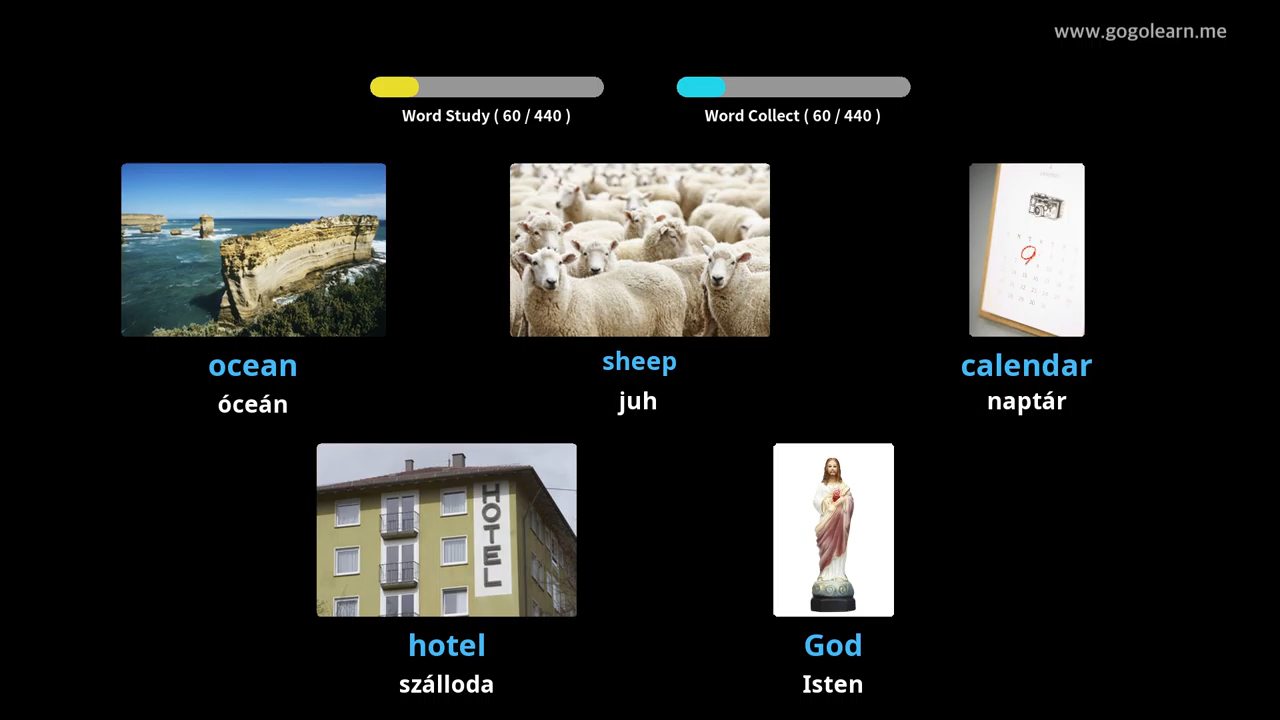 www.gogolearn.me
Word Study ( 60 / 440 )
Word Collect ( 60 / 440 )
ocean
óceán
sheep
juh
calendar
naptár
HOTEL
hotel
szálloda
God
Isten